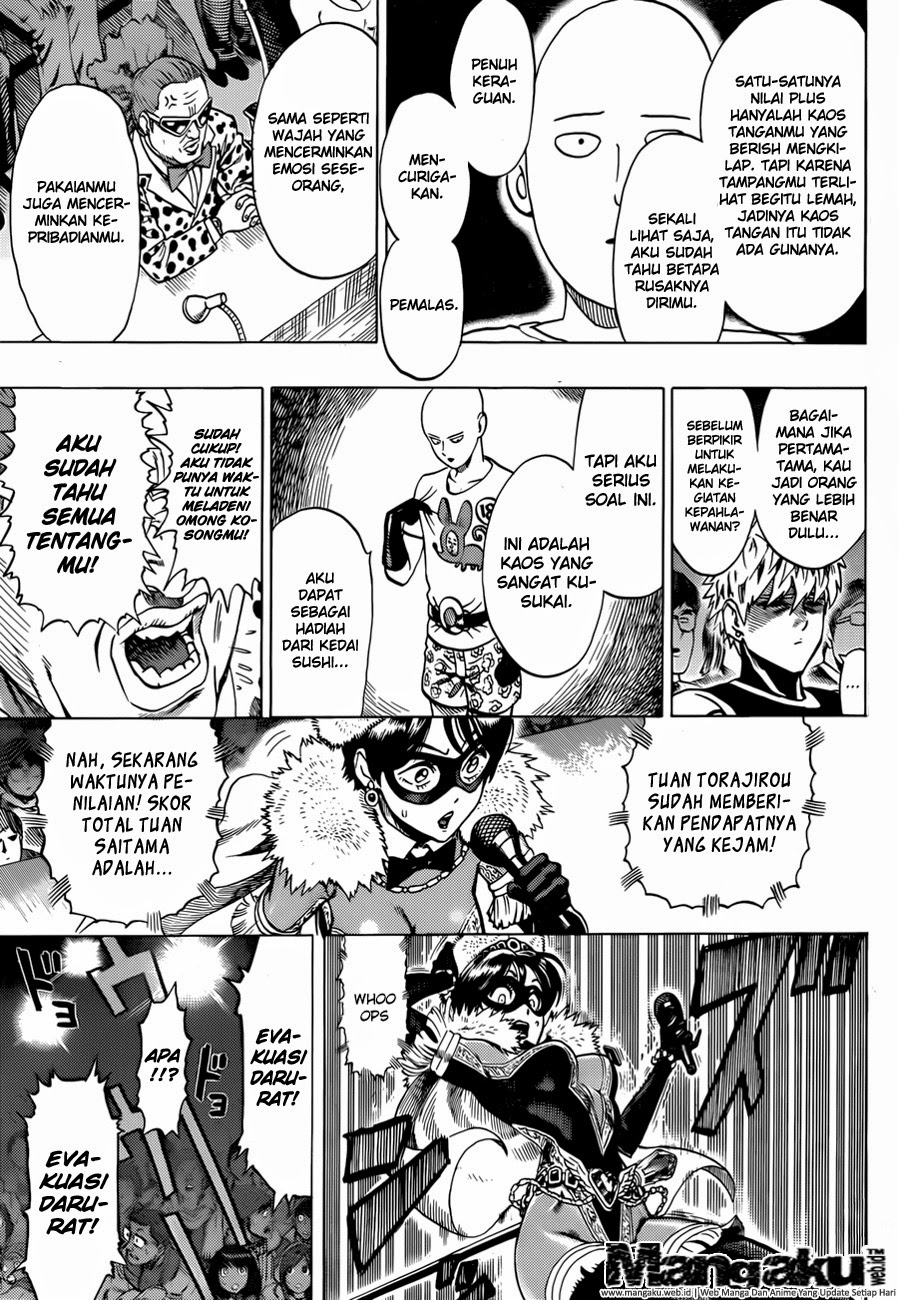 SATU-SATUNYA
NILAI PLUS
HANYALAH KAOS
TANGANMU YANG
BERISH MENGKI-
LAP. TAPI KARENA
TAMPANGMU TERLI-
HAT BEGITU LEMAH,
JADINYA KAOS
TANGAN ITU TIDAK
ADA GUNANYA.
SEKALI
LIHAT SAJA,
AKU SUDAH
TAHU BETAPA
RUSAKNYA
DIRIMU.
PENUH
KERA-
GUAN.
MEN-
CURIGA-
KAN.
PEMALAS.
SAMA SEPERTI
WAJAH YANG
MENCERMINKAN
EMOSI SESE-
ORANG,
PAKAIANMU
JUGA MENCER-
MINKAN KE-
PRIBADIANMU.
BAGAI-
MANA JIKA
PERTAMA-
TAMA, KAU
JADI ORANG
YANG LEBIH
BENAR
DULU...
SEBELUM
BERPIKIR
UNTUK
MELAKU-
KAN KE-
GIATAN
KEPAHLA-
WANAN?
...
TAPI AKU
SERIUS
SOAL INI.
INI ADALAH
KAOS YANG
SANGAT KU-
SUKAI.
AKU
DAPAT
SEBAGAI
HADIAH
DARI KEDAI
SUSHI...
SUDAH
CUKUP!
AKU TIDAK
PUNYA WAK-
TU UNTUK
MELADENI
OMONG KO-
SONGMU!
AKU
SUDAH
TAHU
SEMUA
TENTANG-
MU!
TUAN TORAJIROU
SUDAH MEMBERI-
KAN PENDAPATNYA
YANG KEJAM!
NAH, SEKARANG
WAKTUNYA PE-
NILAIAN! SKOR
TOTAL TUAN
SAITAMA
ADALAH...
ズズ
WHOO
OPS
EVA-
KUASI
DARU-
RAT!
APA
!!?
EVA-
KUASI
DARU-
RAT!
ドヨ
ドヨ
Mangaku
www.mangaku.web.id | Web Manga Dan Anime Yang Update Setiap Hari